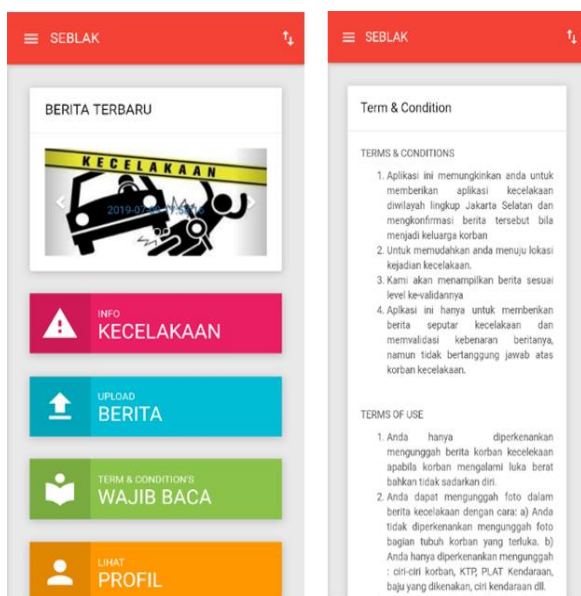 SEBLAK
BERITA TERBARU
KECELAKAAN
INFO
KECELAKAAN
UPLOAD
BERITA
TERM & CONDITION'S
WAJIB BACA
LIHAT
PROFIL
SEBLAK
Term & Condition
TERMS & CONDITIONS
1. Aplikasi ini memungkinkan anda untuk
memberikan aplikasi kecelakaan
diwilayah lingkup Jakarta Selatan dan
mengkonfirmasi berita tersebut bila
menjadi keluarga korban
2. Untuk memudahkan anda menuju lokasi
kejadian kecelakaan.
3. Kami akan menampilkan berita sesuai
level ke-validannya
4. Aplkasi ini hanya untuk memberikan
berita seputar kecelakaan dan
memvalidasi kebenaran beritanya,
namun tidak bertanggung jawab atas
korban kecelakaan.
TERMS OF USE
1. Anda hanya diperkenankan
mengunggah berita korban kecelekaan
apabila korban mengalami luka berat
bahkan tidak sadarkan diri.
2. Anda dapat mengunggah foto dalam
berita kecelakaan dengan cara: a) Anda
tidak diperkenankan mengunggah foto
bagian tubuh korban yang terluka. b)
Anda hanya diperkenankan mengunggah
: ciri-ciri korban, KTP, PLAT Kendaraan,
baju yang dikenakan, ciri kendaraan dll.